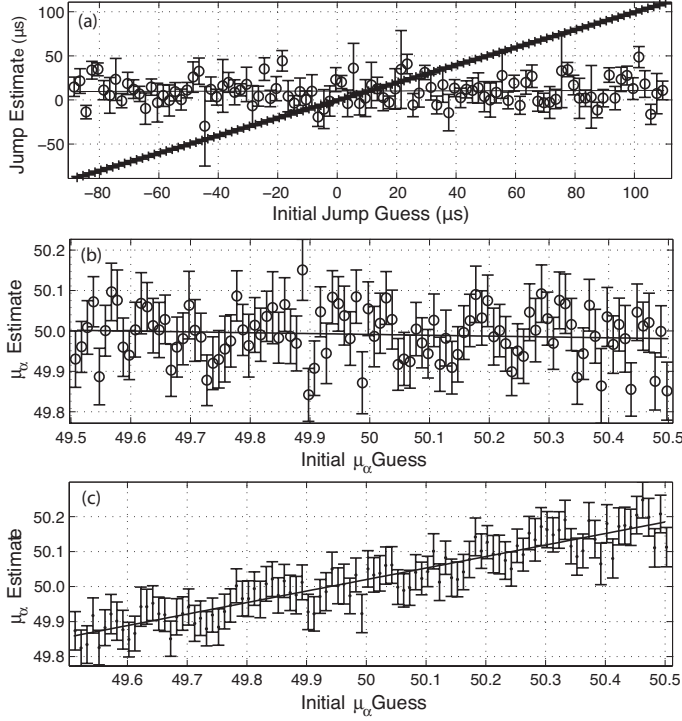 (a)
Jump Estimate (µs)
100
50
0
−50
−80 −60 −40 −20 0 20 40 60 80 100
Initial Jump Guess (µs)
(b)
μα Estimate
50.2
50.1
50.0
49.9
49.8
49.5 49.6 49.7 49.8 49.9 50 50.1 50.2 50.3 50.4 50.5
Initial μαGuess
(c)
μα Estimate
50.2
50.1
50.0
49.9
49.8
49.6 49.7 49.8 49.9 50 50.1 50.2 50.3 50.4 50.5
Initial μαGuess